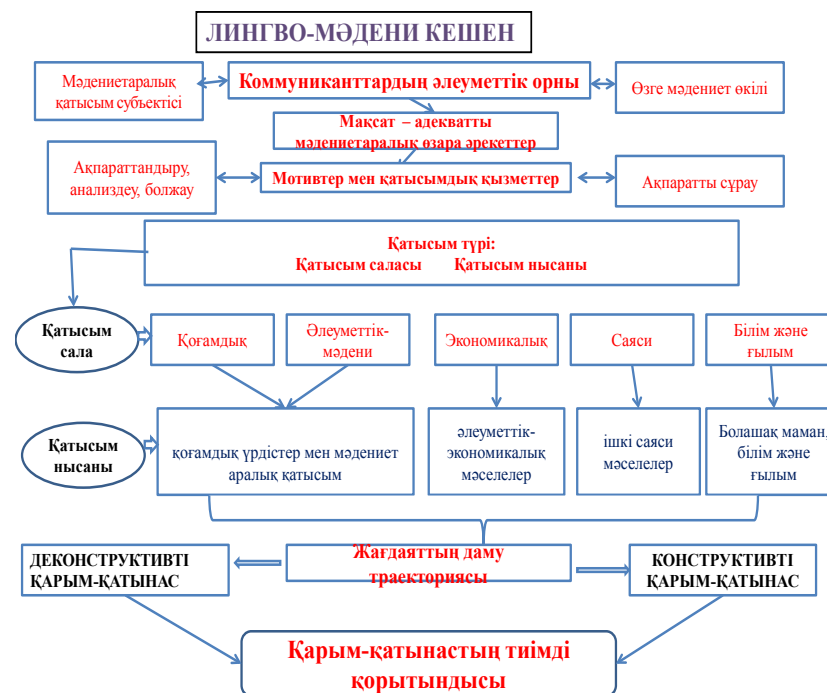 ЛИНГВО-МӘДЕНИ КЕШЕН
Мәдениетаралық
қатысым субъектісі
Коммуниканттардың әлеуметтік орны
Өзге мәдениет өкілі
Мақсат – адекватты
мәдениетаралық өзара әрекеттер
Ақпараттандыру,
анализдеу, болжау
Мотивтер мен қатысымдық қызметтер
Ақпаратты сұрау
Қатысым түрі:
Қатысым саласы Қатысым нысаны
Қатысым
сала
Қоғамдық
Әлеуметтік-
мәдени
Экономикалық
Саяси
Білім және
ғылым
Қатысым
нысаны
қоғамдық үрдістер мен мәдениет
аралық қатысым
әлеуметтік-
экономикалық
мәселелер
ішкі саяси
мәселелер
Болашақ маман,
білім және
ғылым
ДЕКОНСТРУКТИВТІ
ҚАРЫМ-ҚАТЫНАС
Жағдаяттың даму
траекториясы
КОНСТРУКТИВТІ
ҚАРЫМ-ҚАТЫНАС
Қарым-қатынастың тиімді
қорытындысы